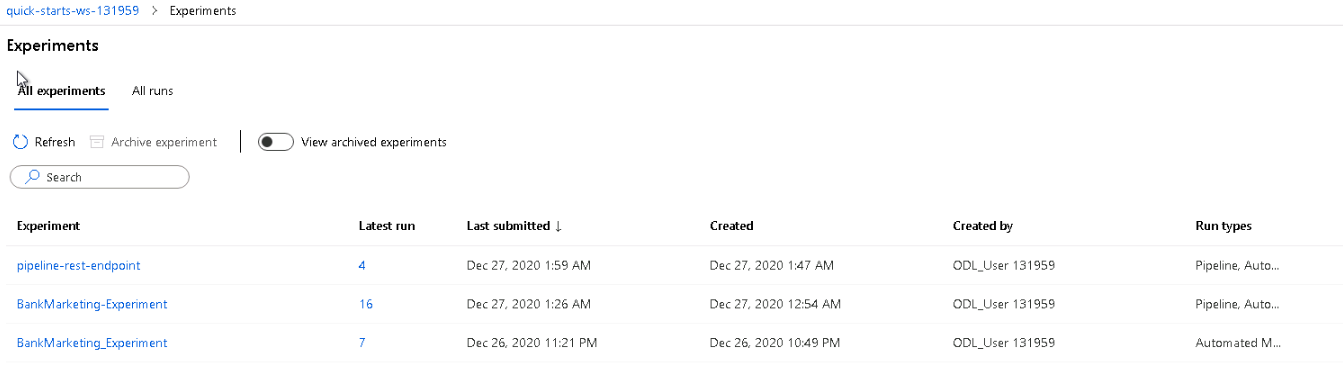 quick-starts-ws-131959 > Experiments
Experiments
All experiments All runs
Refresh Archive experiment View archived experiments
Search
Experiment Latest run Last submitted ↓ Created Created by Run types
pipeline-rest-endpoint 4 Dec 27, 2020 1:59 AM Dec 27, 2020 1:47 AM ODL_User 131959 Pipeline, Auto...
BankMarketing-Experiment 16 Dec 27, 2020 1:26 AM Dec 27, 2020 12:54 AM ODL_User 131959 Pipeline, Auto...
BankMarketing_Experiment 7 Dec 26, 2020 11:21 PM Dec 26, 2020 10:49 PM ODL_User 131959 Automated M...